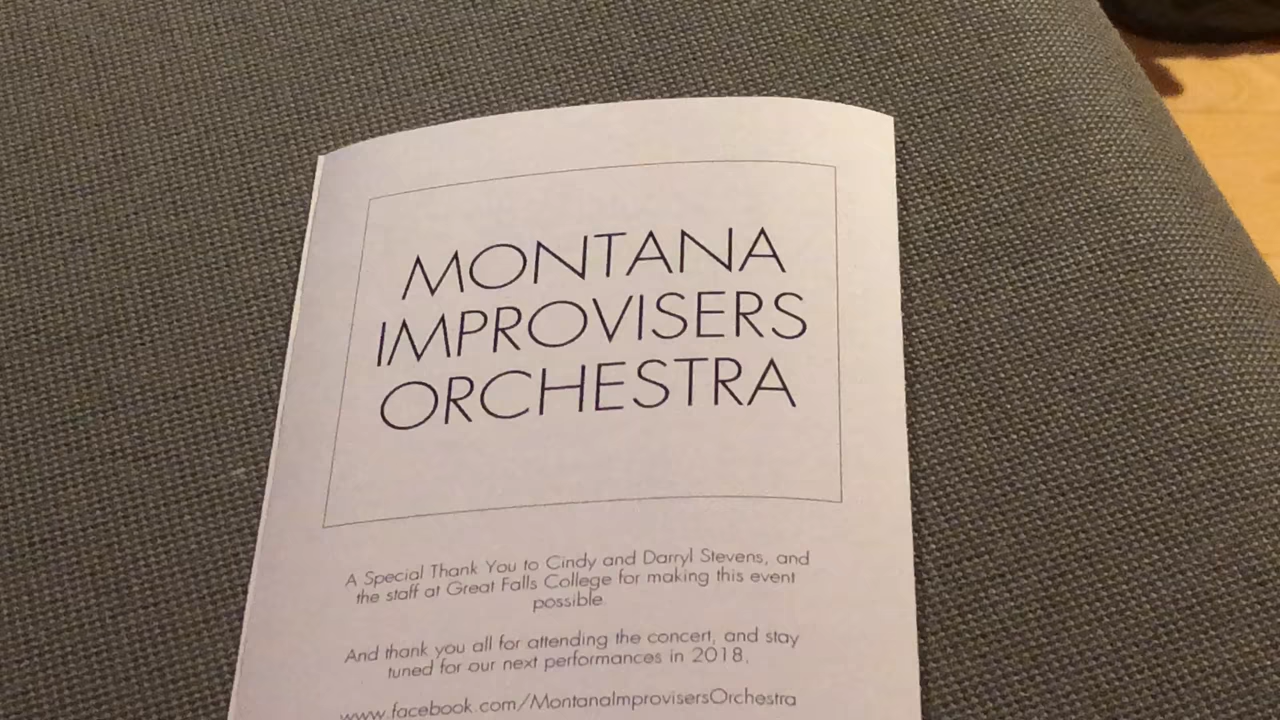 MONTANA
IMPROVISERS
ORCHESTRA
A Special Thank You to Cindy and Darryl Stevens, and
the staff at Great Falls College for making this event
possible
And thank you all for attending the concert, and stay
tuned for our next performances in 2018.
www.facebook.com/MontanaImprovisersOrchestra